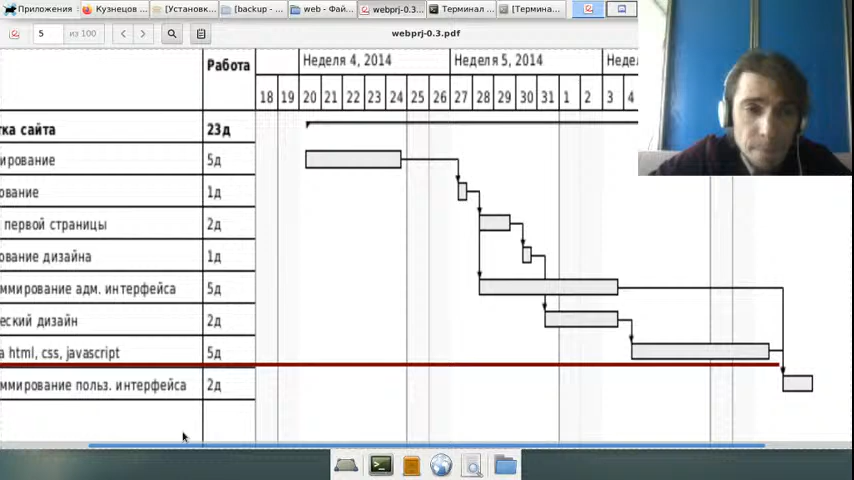 Приложения Кузнецов ... [Установк... [backup - ... web - Фай... webprj-0.3... Терминал ... [Термина...
5 из 100 webprj-0.3.pdf
Работа Неделя 4, 2014 Неделя 5, 2014 Неделя
18 19 20 21 22 23 24 25 26 27 28 29 30 31 1 2 3 4
тка сайта 23д
ирование 5д
ование 1д
первой страницы 2д
ование дизайна 1д
ммирование адм. интерфейса 5д
еский дизайн 2д
а html, css, javascript 5д
ммирование польз. интерфейса 2д